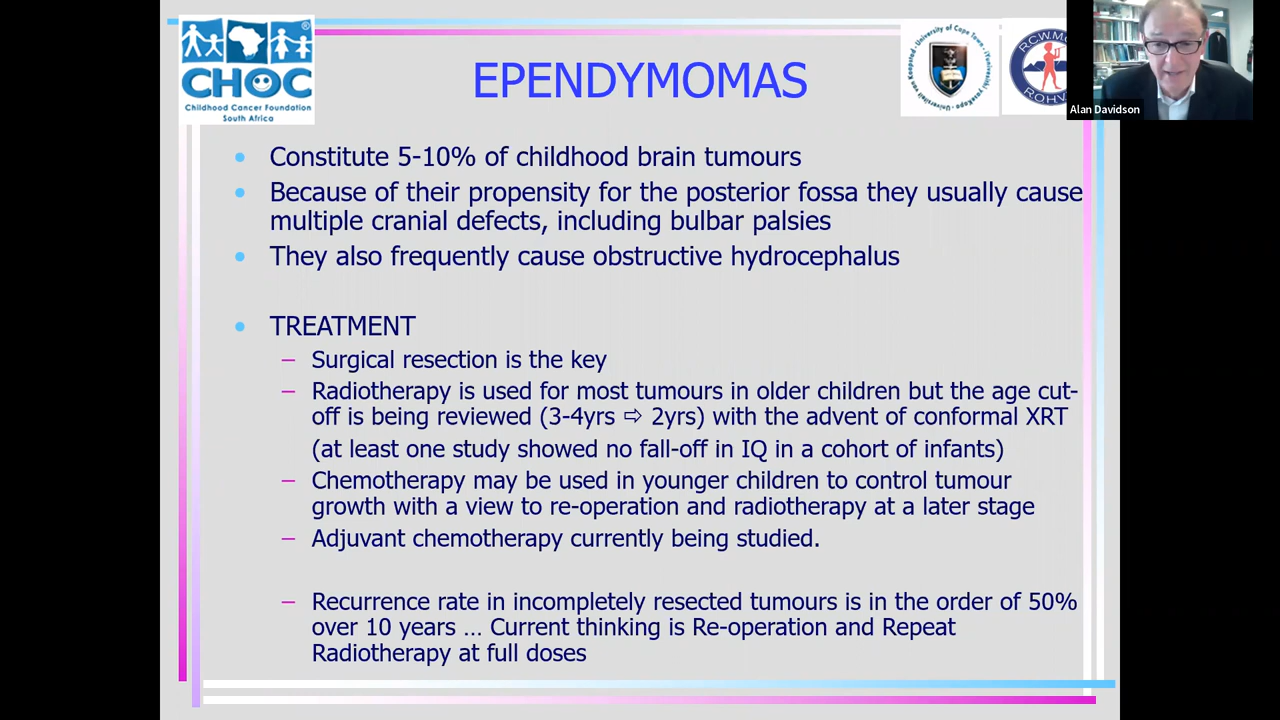 CHOC
Childhood Cancer Foundation
South Africa
EPENDYMOMAS
University of Cape Town
R.C.W.M.C
ROH
Alan Davidson
• Constitute 5-10% of childhood brain tumours
• Because of their propensity for the posterior fossa they usually cause
multiple cranial defects, including bulbar palsies
• They also frequently cause obstructive hydrocephalus
• TREATMENT
– Surgical resection is the key
– Radiotherapy is used for most tumours in older children but the age cut-
off is being reviewed (3-4yrs ⇨ 2yrs) with the advent of conformal XRT
(at least one study showed no fall-off in IQ in a cohort of infants)
– Chemotherapy may be used in younger children to control tumour
growth with a view to re-operation and radiotherapy at a later stage
– Adjuvant chemotherapy currently being studied.
– Recurrence rate in incompletely resected tumours is in the order of 50%
over 10 years … Current thinking is Re-operation and Repeat
Radiotherapy at full doses